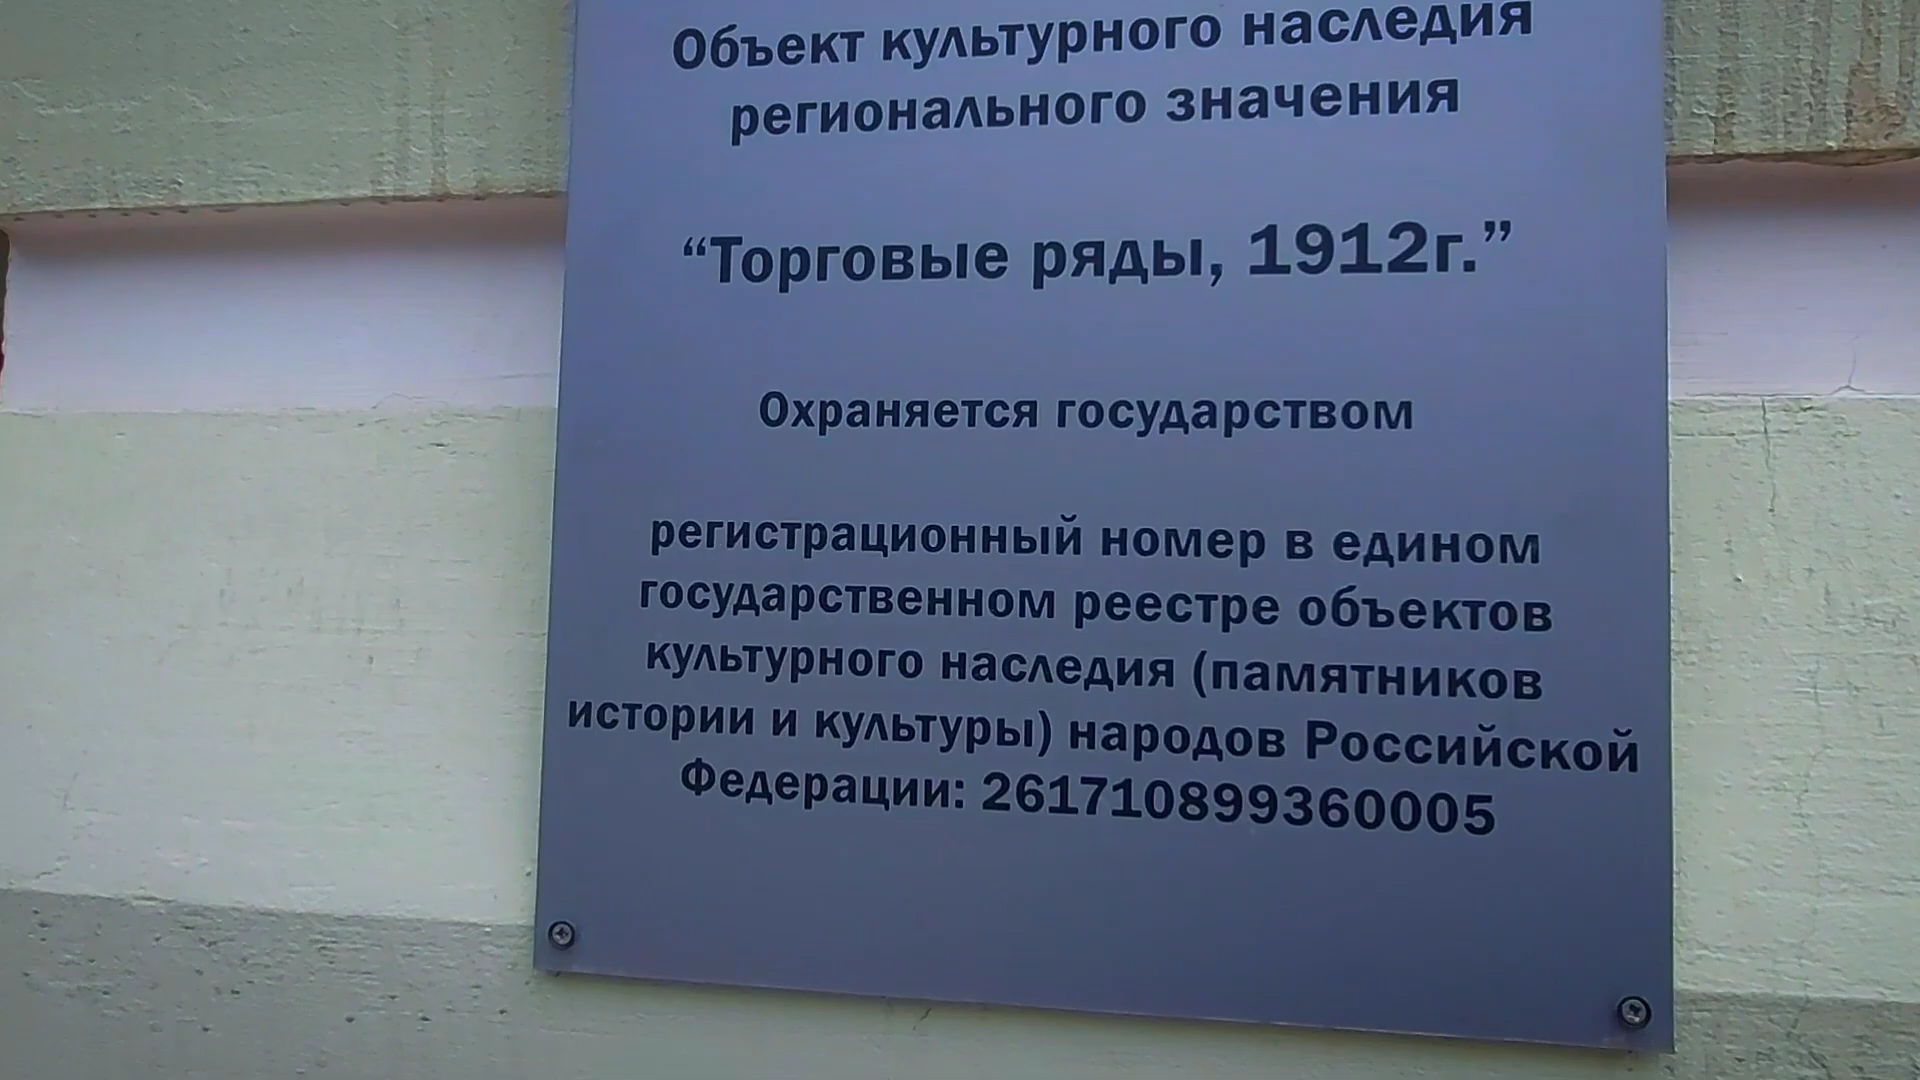 Объект культурного наследия
регионального значения
“Торговые ряды, 1912г.”
Охраняется государством
регистрационный номер в едином
государственном реестре объектов
культурного наследия (памятников
истории и культуры) народов Российской
Федерации: 261710899360005